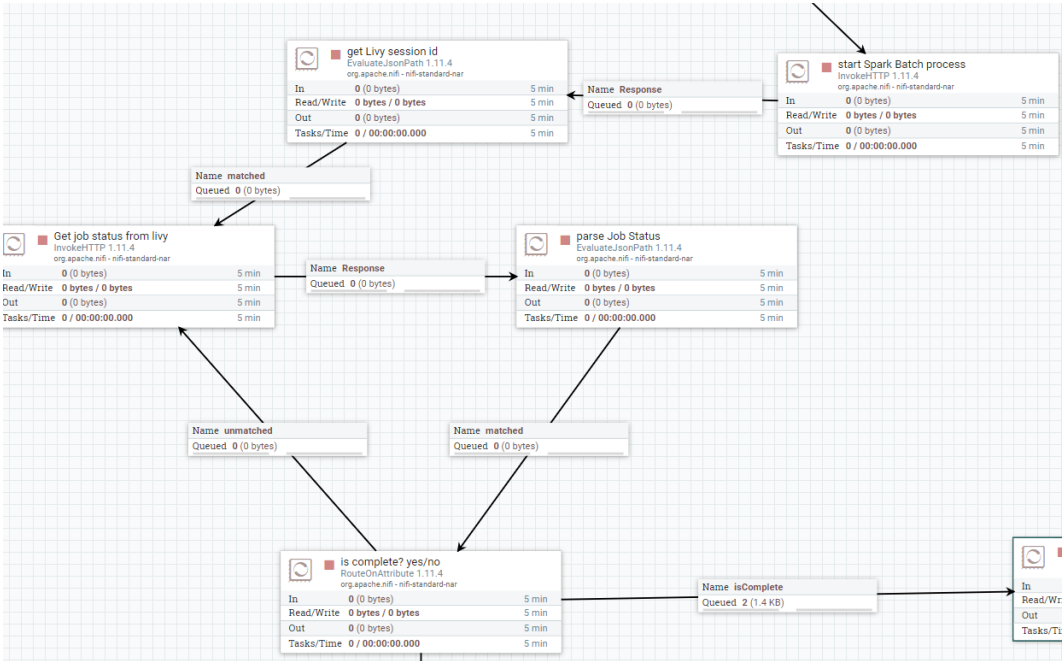 get Livy session id
EvaluateJsonPath 1.11.4
org.apache.nifi - nifi-standard-nar
In 0 (0 bytes) 5 min
Read/Write 0 bytes / 0 bytes 5 min
Out 0 (0 bytes) 5 min
Tasks/Time 0 / 00:00:00.000 5 min
Name Response
Queued 0 (0 bytes)
start Spark Batch process
InvokeHTTP 1.11.4
org.apache.nifi - nifi-standard-nar
In 0 (0 bytes) 5 min
Read/Write 0 bytes / 0 bytes 5 min
Out 0 (0 bytes) 5 min
Tasks/Time 0 / 00:00:00.000 5 min
Name matched
Queued 0 (0 bytes)
Get job status from livy
InvokeHTTP 1.11.4
org.apache.nifi - nifi-standard-nar
In 0 (0 bytes) 5 min
Read/Write 0 bytes / 0 bytes 5 min
Out 0 (0 bytes) 5 min
Tasks/Time 0 / 00:00:00.000 5 min
Name Response
Queued 0 (0 bytes)
parse Job Status
EvaluateJsonPath 1.11.4
org.apache.nifi - nifi-standard-nar
In 0 (0 bytes) 5 min
Read/Write 0 bytes / 0 bytes 5 min
Out 0 (0 bytes) 5 min
Tasks/Time 0 / 00:00:00.000 5 min
Name unmatched
Queued 0 (0 bytes)
Name matched
Queued 0 (0 bytes)
is complete? yes/no
RouteOnAttribute 1.11.4
org.apache.nifi - nifi-standard-nar
In 0 (0 bytes) 5 min
Read/Write 0 bytes / 0 bytes 5 min
Out 0 (0 bytes) 5 min
Tasks/Time 0 / 00:00:00.000 5 min
Name isComplete
Queued 2 (1.4 KB)
In
Read/Wri
Out
Tasks/Ti